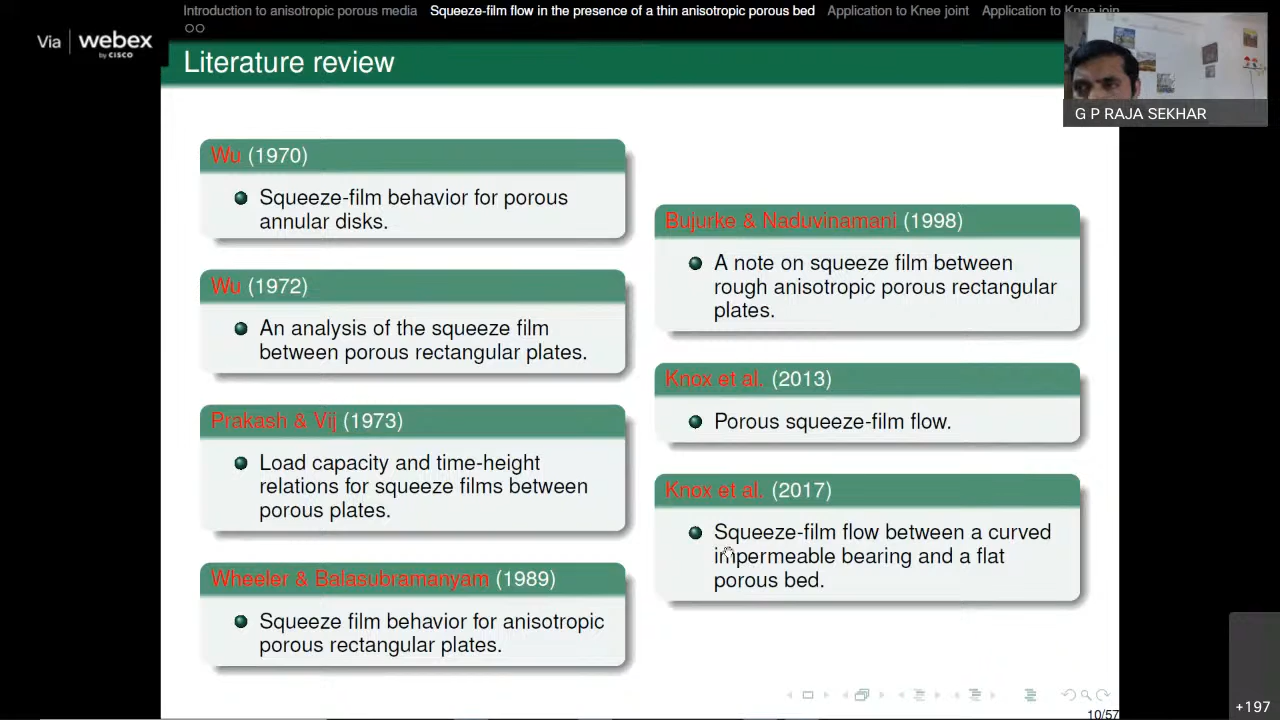 Introduction to anisotropic porous media Squeeze-film flow in the presence of a thin anisotropic porous bed Application to Knee joint Application to Knee join
Via webex
by CISCO
Literature review
G P RAJA SEKHAR
Wu (1970)
Squeeze-film behavior for porous
annular disks.
Wu (1972)
An analysis of the squeeze film
between porous rectangular plates.
Prakash & Vij (1973)
Load capacity and time-height
relations for squeeze films between
porous plates.
Wheeler & Balasubramanyam (1989)
Squeeze film behavior for anisotropic
porous rectangular plates.
Bujurke & Naduvinamani (1998)
A note on squeeze film between
rough anisotropic porous rectangular
plates.
Knox et al. (2013)
Porous squeeze-film flow.
Knox et al. (2017)
Squeeze-film flow between a curved
impermeable bearing and a flat
porous bed.
10/57
+197